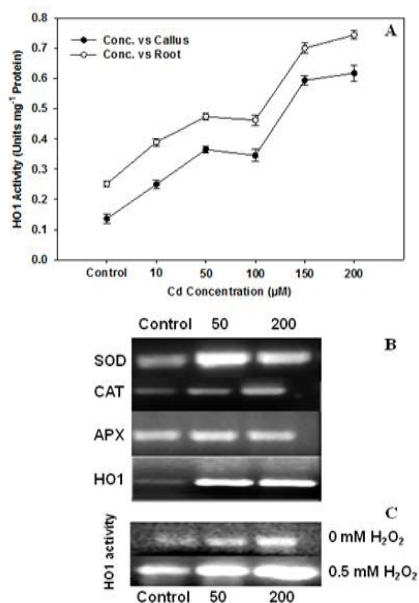 A
Conc. vs Callus
Conc. vs Root
HO1 Activity (Units mg⁻¹ Protein)
0.8
0.7
0.6
0.5
0.4
0.3
0.2
0.1
0.0
Control 10 50 100 150 200
Cd Concentration (µM)
Control 50 200
B
SOD
CAT
APX
HO1
C
HO1 activity
0 mM H₂O₂
0.5 mM H₂O₂
Control 50 200